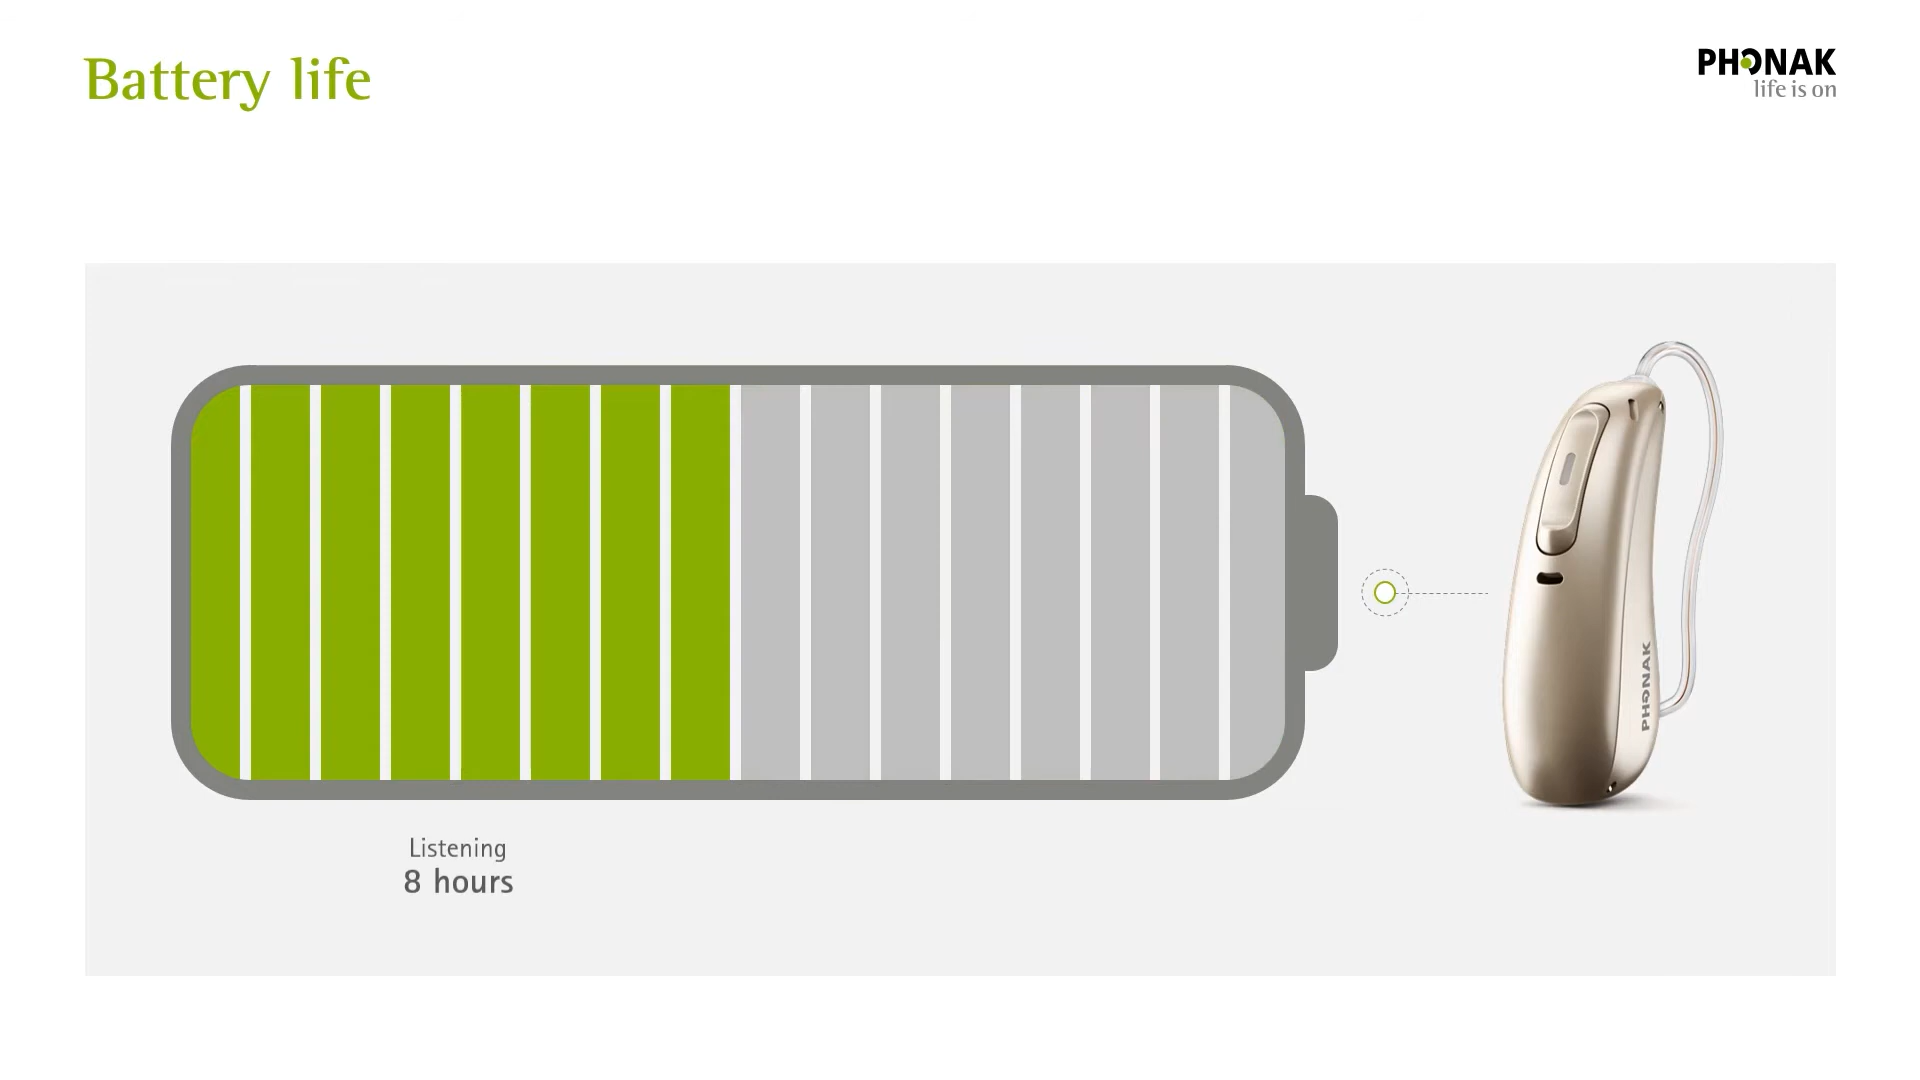 Battery life
PHONAK
life is on
PHONAK
Listening
8 hours